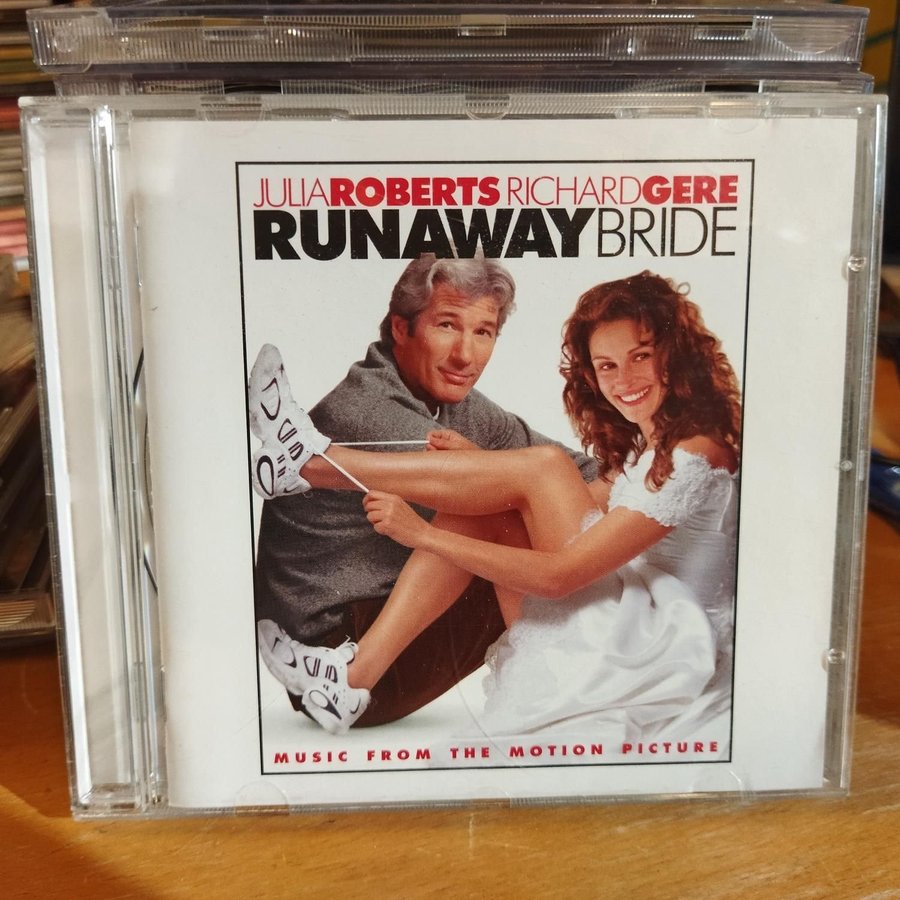 JULIAROBERTS RICHARDGERE
RUNAWAYBRIDE
MUSIC FROM THE MOTION PICTURE